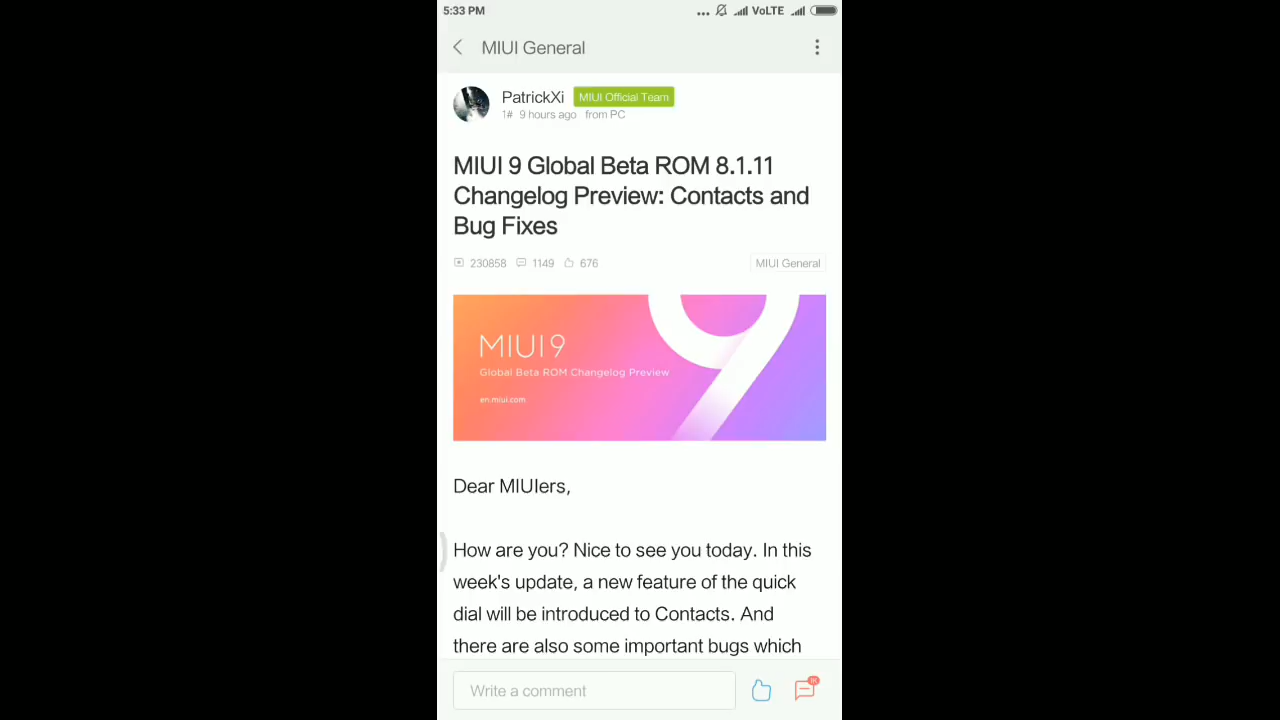 5:33 PM
... VoLTE
MIUI General
PatrickXi MIUI Official Team
1# 9 hours ago from PC
MIUI 9 Global Beta ROM 8.1.11
Changelog Preview: Contacts and
Bug Fixes
230858 1149 676 MIUI General
MIUI 9
Global Beta ROM Changelog Preview
en.miui.com
Dear MIUIers,
How are you? Nice to see you today. In this
week's update, a new feature of the quick
dial will be introduced to Contacts. And
there are also some important bugs which
Write a comment